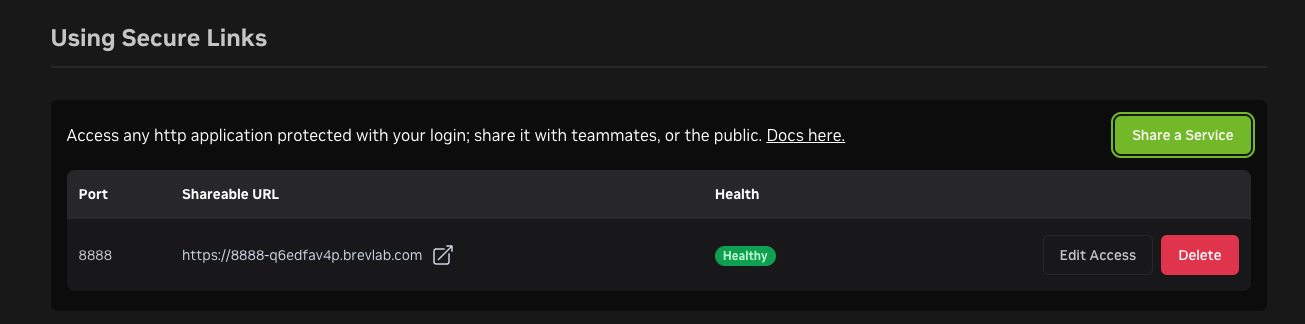 Using Secure Links
Access any http application protected with your login; share it with teammates, or the public. Docs here.
Share a Service
Port Shareable URL Health
8888 https://8888-q6edfav4p.brevlab.com Healthy Edit Access Delete